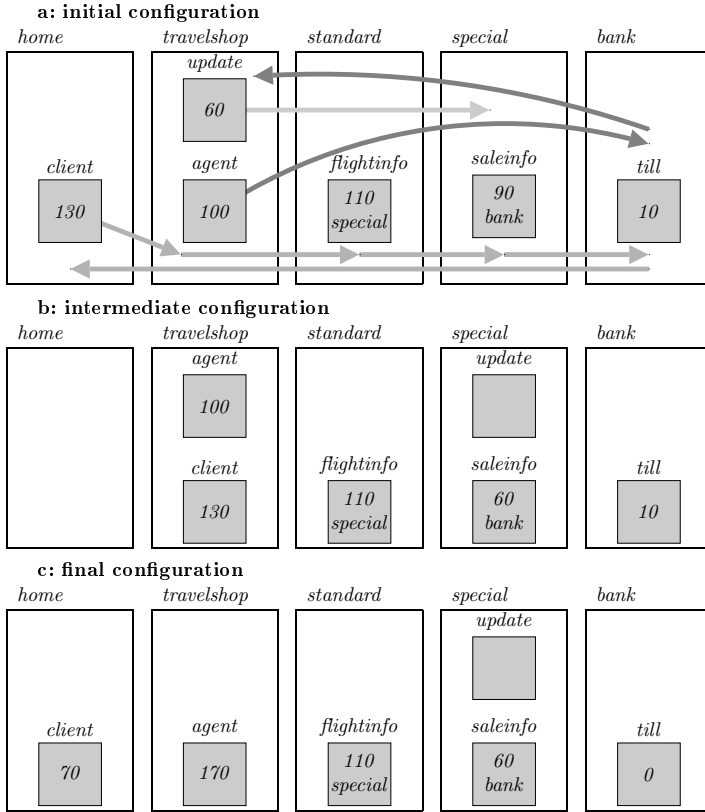 a: initial configuration
home travelshop standard special bank
update
60
client agent flightinfo saleinfo till
130 100 110 special 90 bank 10
b: intermediate configuration
home travelshop standard special bank
agent update
100
client flightinfo saleinfo till
130 110 special 60 bank 10
c: final configuration
home travelshop standard special bank
update
client agent flightinfo saleinfo till
70 170 110 special 60 bank 0